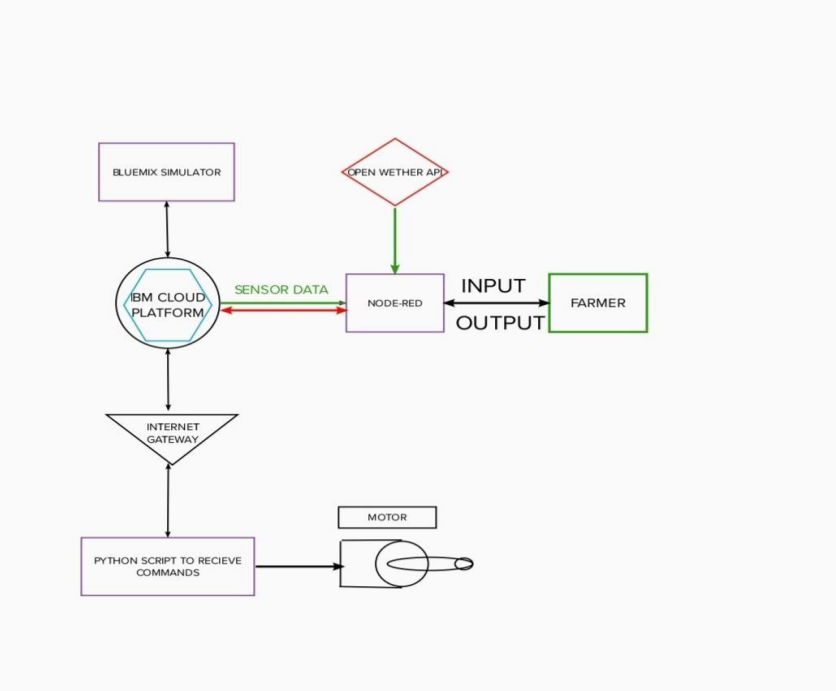 BLUEMIX SIMULATOR
OPEN WETHER API
IBM CLOUD
PLATFORM
SENSOR DATA
NODE-RED
INPUT
OUTPUT
FARMER
INTERNET
GATEWAY
MOTOR
PYTHON SCRIPT TO RECIEVE
COMMANDS